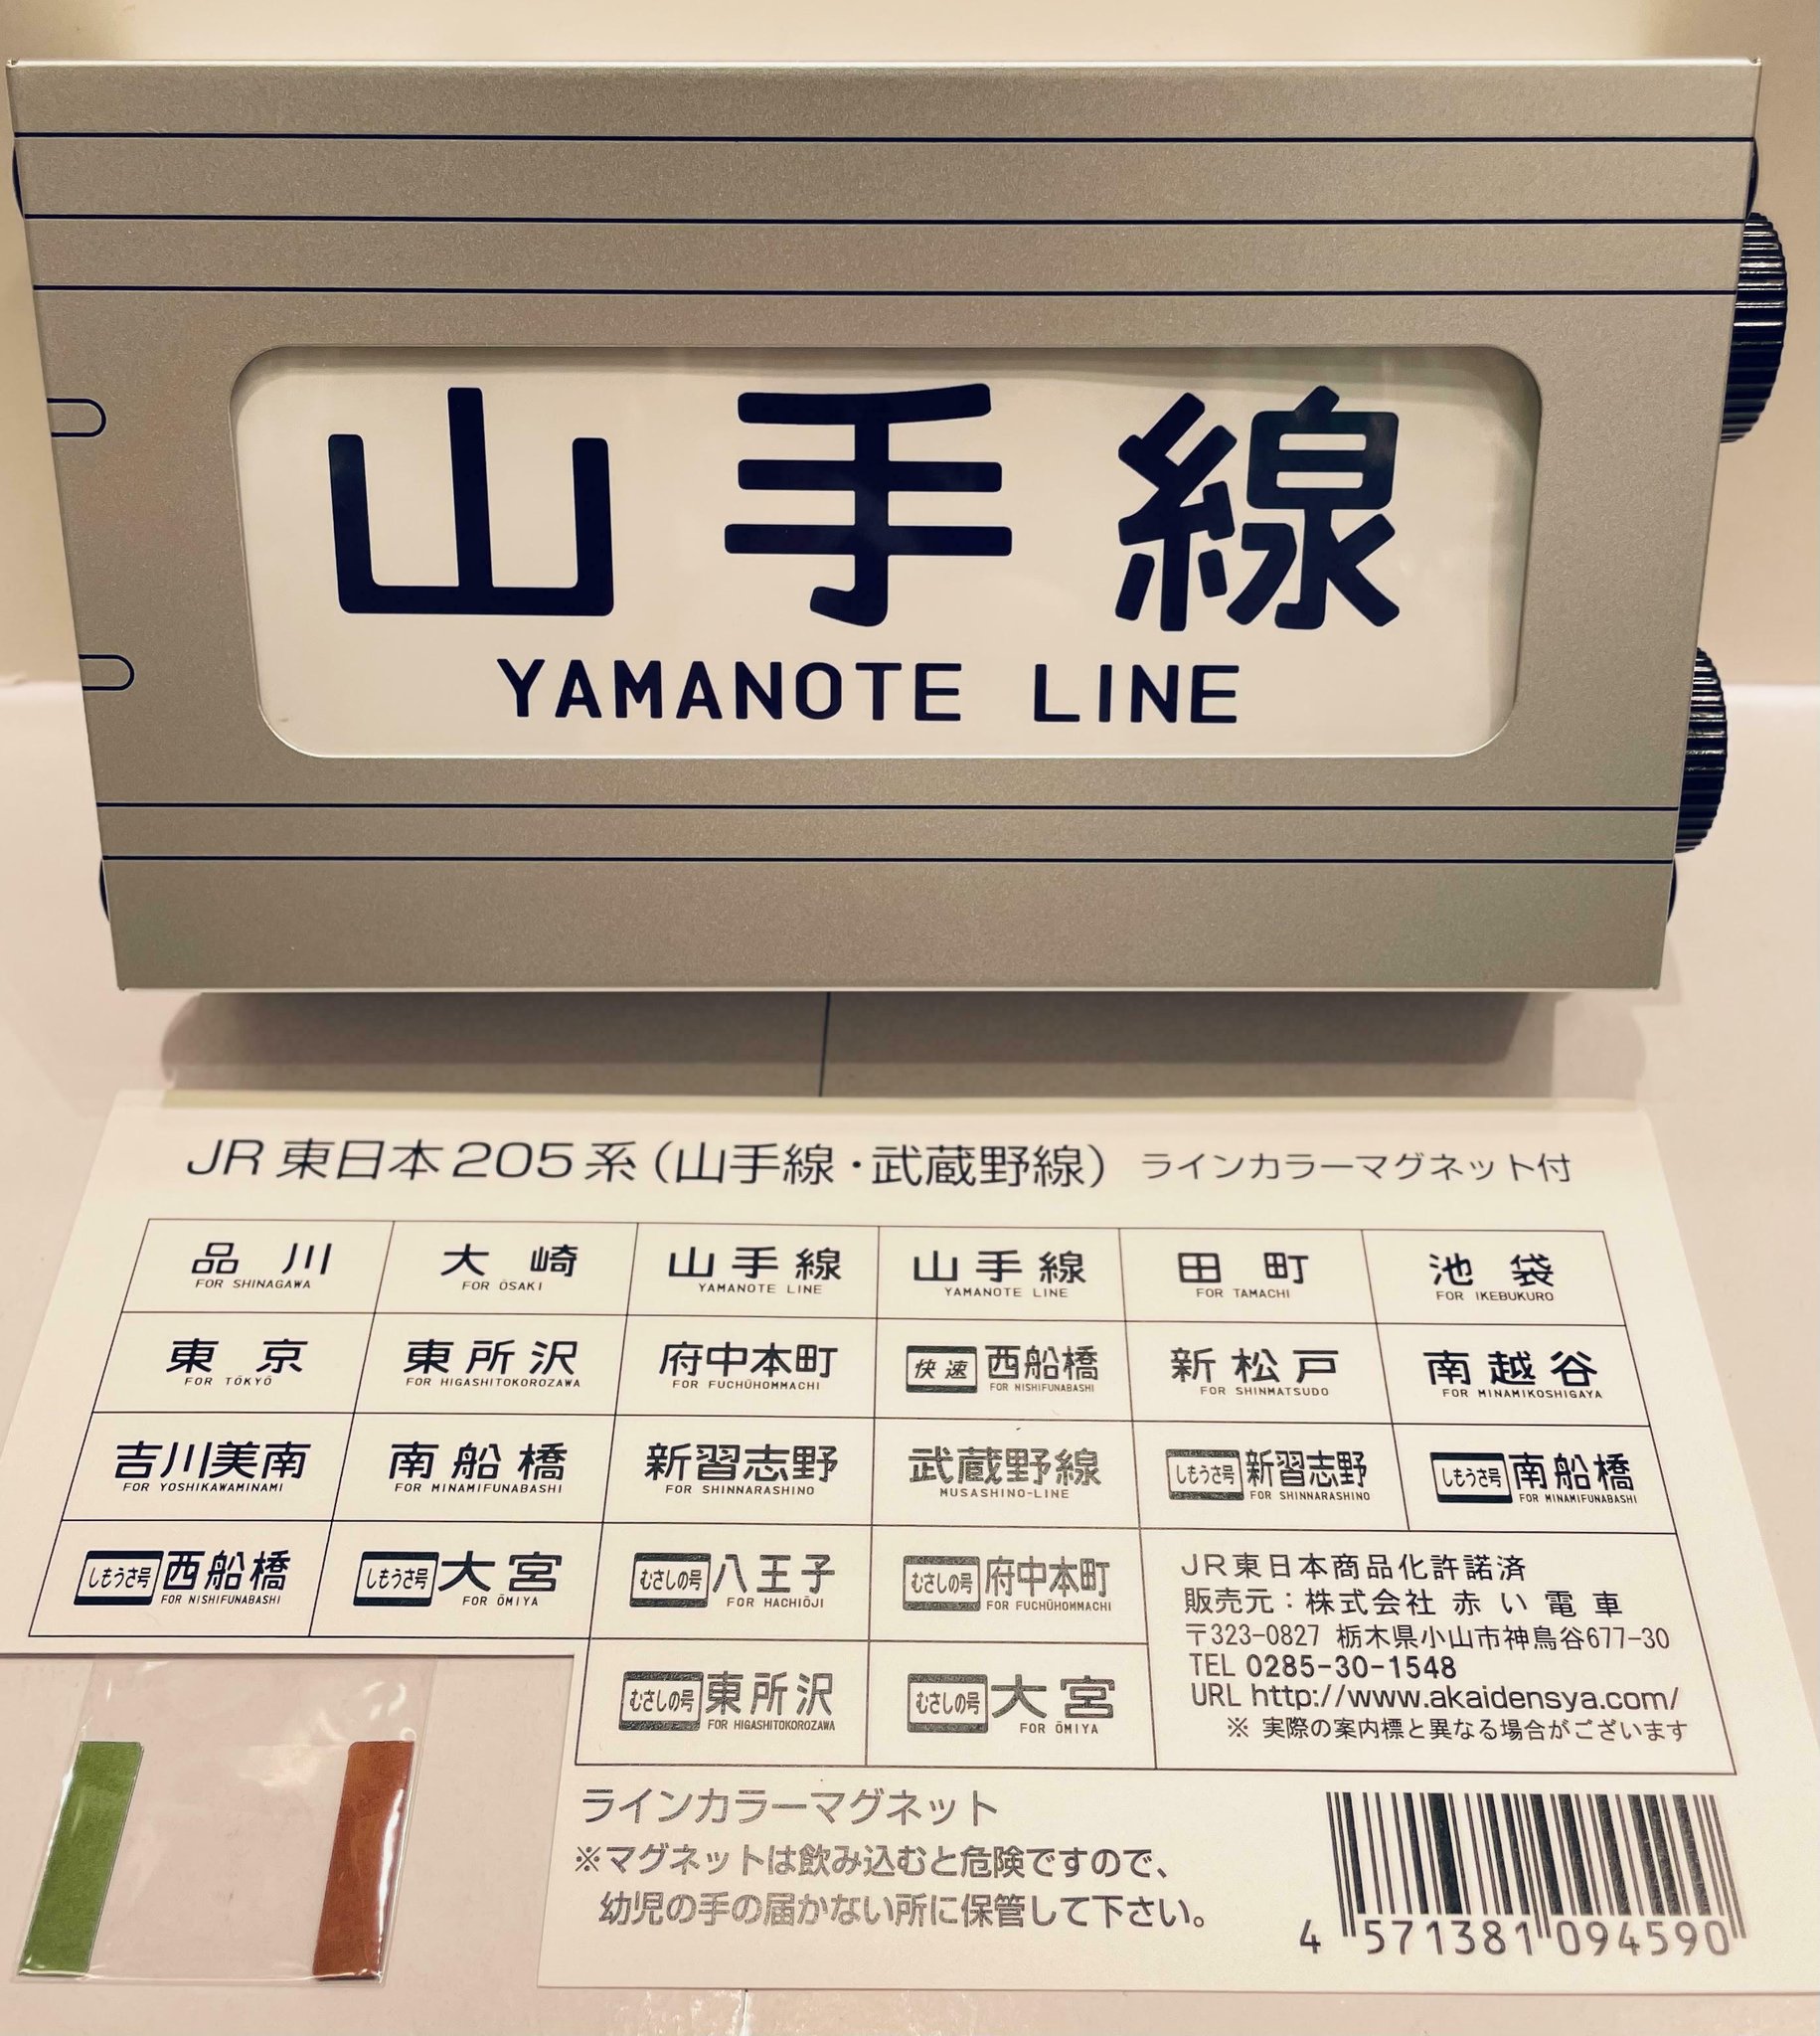 山手線
YAMANOTE LINE
JR東日本205系（山手線・武蔵野線） ラインカラーマグネット付
品川
FOR SHINAGAWA
大崎
FOR ŌSAKI
山手線
YAMANOTE LINE
山手線
YAMANOTE LINE
田町
FOR TAMACHI
池袋
FOR IKEBUKURO
東京
FOR TŌKYŌ
東所沢
FOR HIGASHITOKOROZAWA
府中本町
FOR FUCHŪHOMMACHI
快速 西船橋
FOR NISHIFUNABASHI
新松戸
FOR SHINMATSUDO
南越谷
FOR MINAMIKOSHIGAYA
吉川美南
FOR YOSHIKAWAMINAMI
南船橋
FOR MINAMIFUNABASHI
新習志野
FOR SHINNARASHINO
武蔵野線
MUSASHINO-LINE
しもうさ号 新習志野
FOR SHINNARASHINO
しもうさ号 南船橋
FOR MINAMIFUNABASHI
しもうさ号 西船橋
FOR NISHIFUNABASHI
しもうさ号 大宮
FOR ŌMIYA
むさしの号 八王子
FOR HACHIŌJI
むさしの号 府中本町
FOR FUCHŪHOMMACHI
むさしの号 東所沢
FOR HIGASHITOKOROZAWA
むさしの号 大宮
FOR ŌMIYA
JR東日本商品化許諾済
販売元：株式会社 赤い電車
〒323-0827 栃木県小山市神鳥谷677-30
TEL 0285-30-1548
URL http://www.akaidensya.com/
※ 実際の案内標と異なる場合がございます
ラインカラーマグネット
※マグネットは飲み込むと危険ですので、
幼児の手の届かない所に保管して下さい。
4 571381 094590